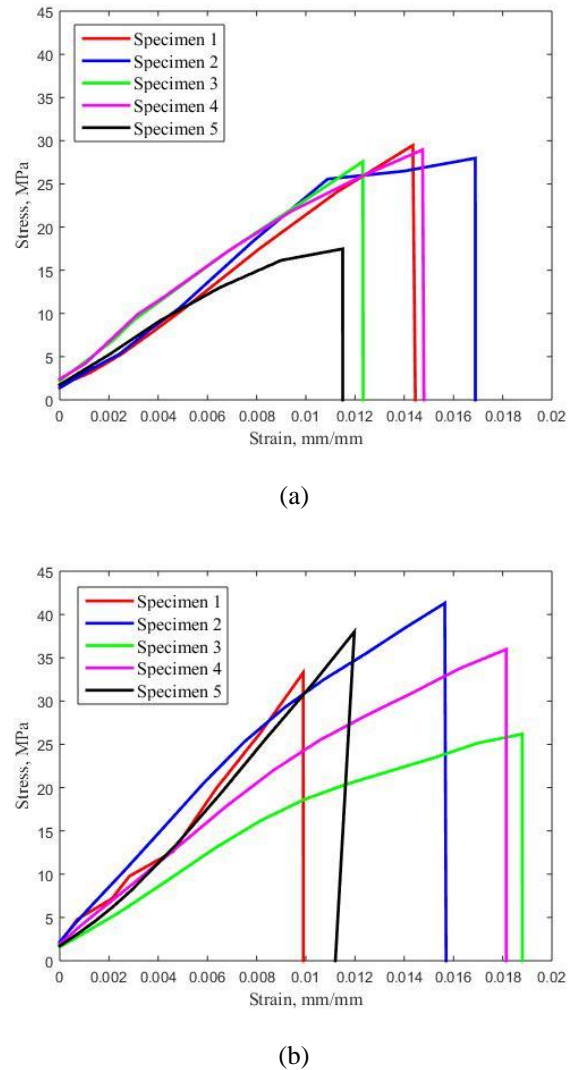 45
40
35
30
25
20
15
10
5
0
Stress, MPa
Specimen 1
Specimen 2
Specimen 3
Specimen 4
Specimen 5
0 0.002 0.004 0.006 0.008 0.01 0.012 0.014 0.016 0.018 0.02
Strain, mm/mm
(a)
45
40
35
30
25
20
15
10
5
0
Stress, MPa
Specimen 1
Specimen 2
Specimen 3
Specimen 4
Specimen 5
0 0.002 0.004 0.006 0.008 0.01 0.012 0.014 0.016 0.018 0.02
Strain, mm/mm
(b)